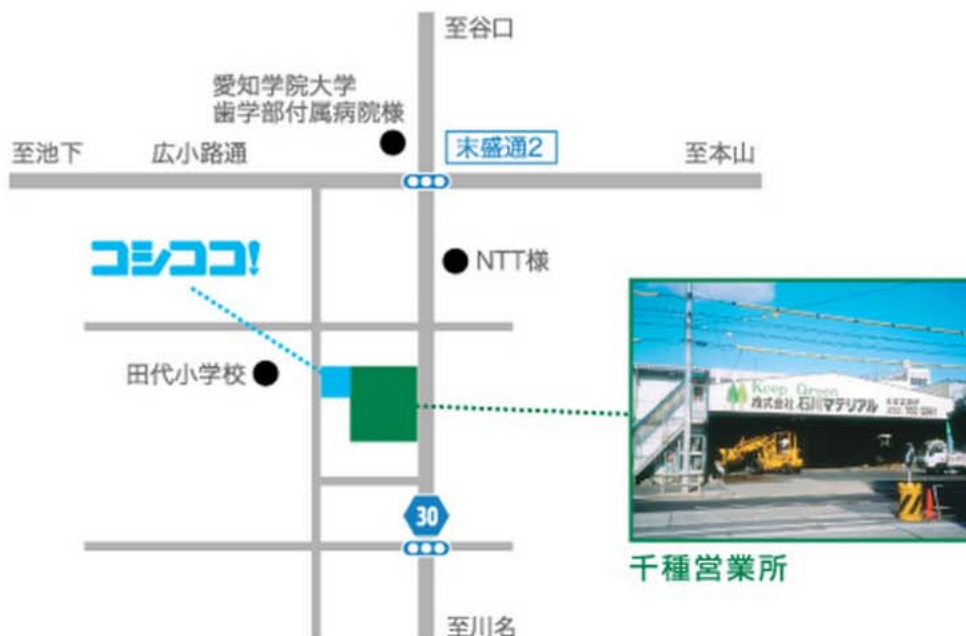 至谷口
愛知学院大学
歯学部付属病院様
至池下
広小路通
末盛通2
至本山
コシココ!
NTT様
田代小学校
Keep Green
株式会社 石川マテリアル
30
千種営業所
至川名